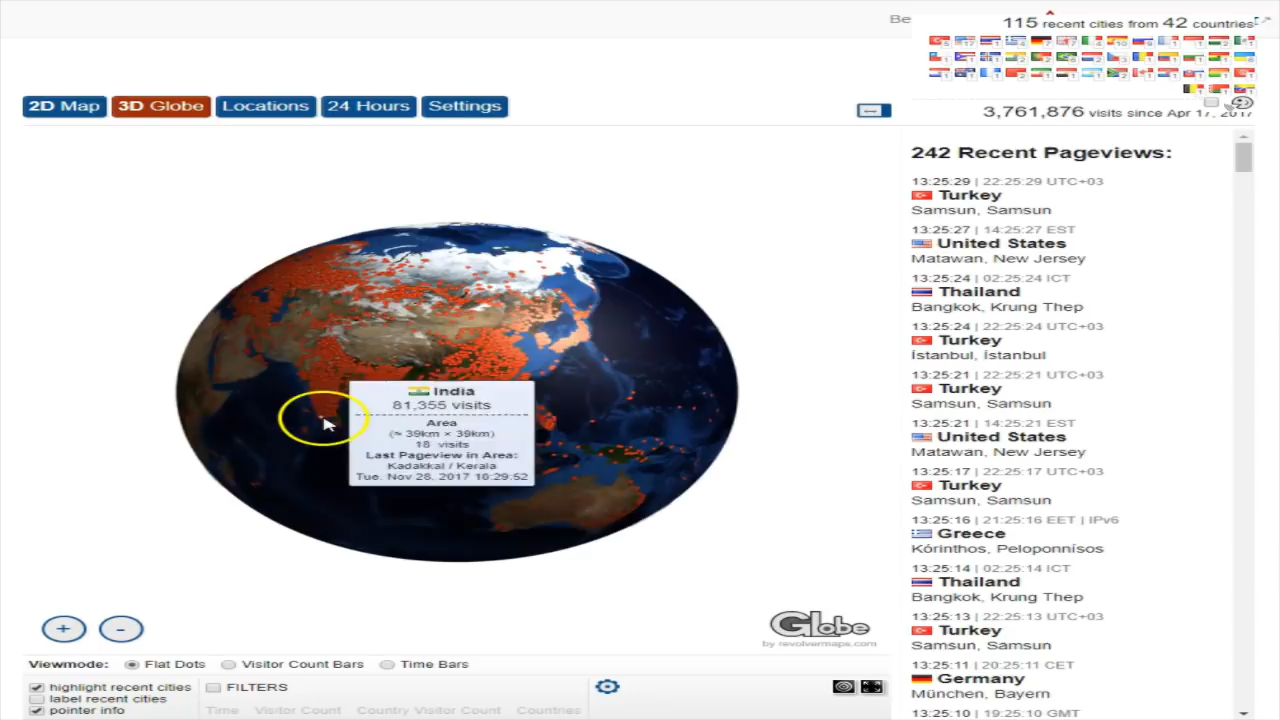 Be
115 recent cities from 42 countries
3,761,876 visits since Apr 17, 2017
2D Map
3D Globe
Locations
24 Hours
Settings
India
81,355 visits
Area
(≈ 39km × 39km)
18 visits
Last Pageview in Area:
Kadakkal / Kerala
Tue. Nov 28, 2017 10:29:52
+
-
Globe
by revolvermaps.com
Viewmode: Flat Dots Visitor Count Bars Time Bars
highlight recent cities
label recent cities
pointer info
FILTERS
Time Visitor Count Country Visitor Count Countries
242 Recent Pageviews:
13:25:29 | 22:25:29 UTC+03
Turkey
Samsun, Samsun
13:25:27 | 14:25:27 EST
United States
Matawan, New Jersey
13:25:24 | 02:25:24 ICT
Thailand
Bangkok, Krung Thep
13:25:24 | 22:25:24 UTC+03
Turkey
İstanbul, İstanbul
13:25:21 | 22:25:21 UTC+03
Turkey
Samsun, Samsun
13:25:21 | 14:25:21 EST
United States
Matawan, New Jersey
13:25:17 | 22:25:17 UTC+03
Turkey
Samsun, Samsun
13:25:16 | 21:25:16 EET | IPv6
Greece
Kórinthos, Peloponnísos
13:25:14 | 02:25:14 ICT
Thailand
Bangkok, Krung Thep
13:25:13 | 22:25:13 UTC+03
Turkey
Samsun, Samsun
13:25:11 | 20:25:11 CET
Germany
München, Bayern
13:25:10 | 19:25:10 GMT